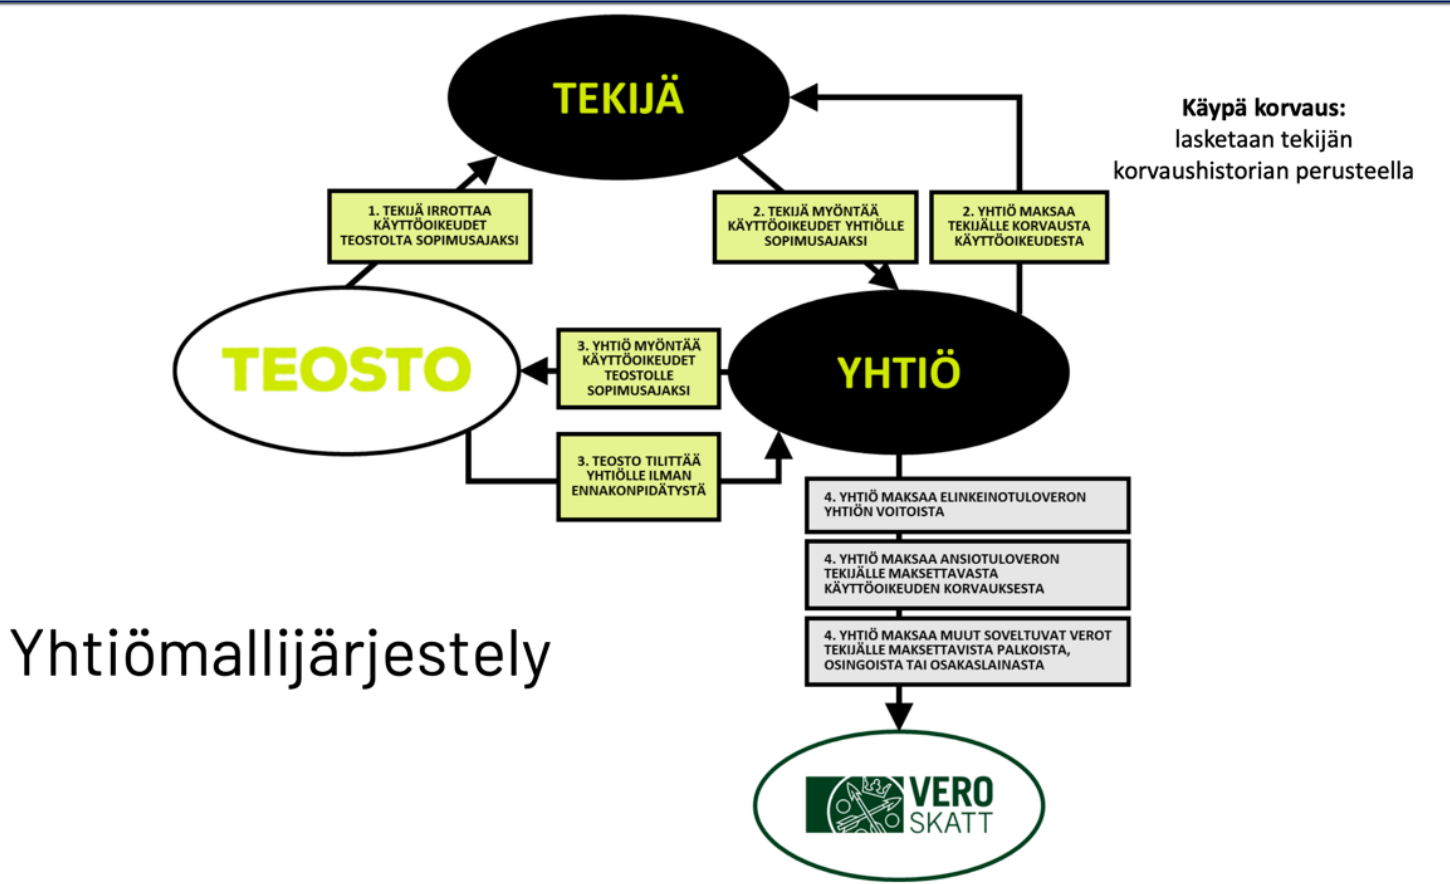 TEKIJÄ
Käypä korvaus:
lasketaan tekijän
korvaushistorian perusteella
1. TEKIJÄ IRROTTAA
KÄYTTÖOIKEUDET
TEOSTOLTA SOPIMUSAJAKSI
2. TEKIJÄ MYÖNTÄÄ
KÄYTTÖOIKEUDET YHTIÖLLE
SOPIMUSAJAKSI
2. YHTIÖ MAKSAA
TEKIJÄLLE KORVAUSTA
KÄYTTÖOIKEUDESTA
TEOSTO
3. YHTIÖ MYÖNTÄÄ
KÄYTTÖOIKEUDET
TEOSTOLLE
SOPIMUSAJAKSI
YHTIÖ
3. TEOSTO TILITTÄÄ
YHTIÖLLE ILMAN
ENNAKONPIDÄTYSTÄ
4. YHTIÖ MAKSAA ELINKEINOTULOVERON
YHTIÖN VOITOISTA
4. YHTIÖ MAKSAA ANSIOTULOVERON
TEKIJÄLLE MAKSETTAVASTA
KÄYTTÖOIKEUDEN KORVAUKSESTA
4. YHTIÖ MAKSAA MUUT SOVELTUVAT VEROT
TEKIJÄLLE MAKSETTAVISTA PALKOISTA,
OSINGOISTA TAI OSAKASLAINASTA
Yhtiömallijärjestely
VERO
SKATT